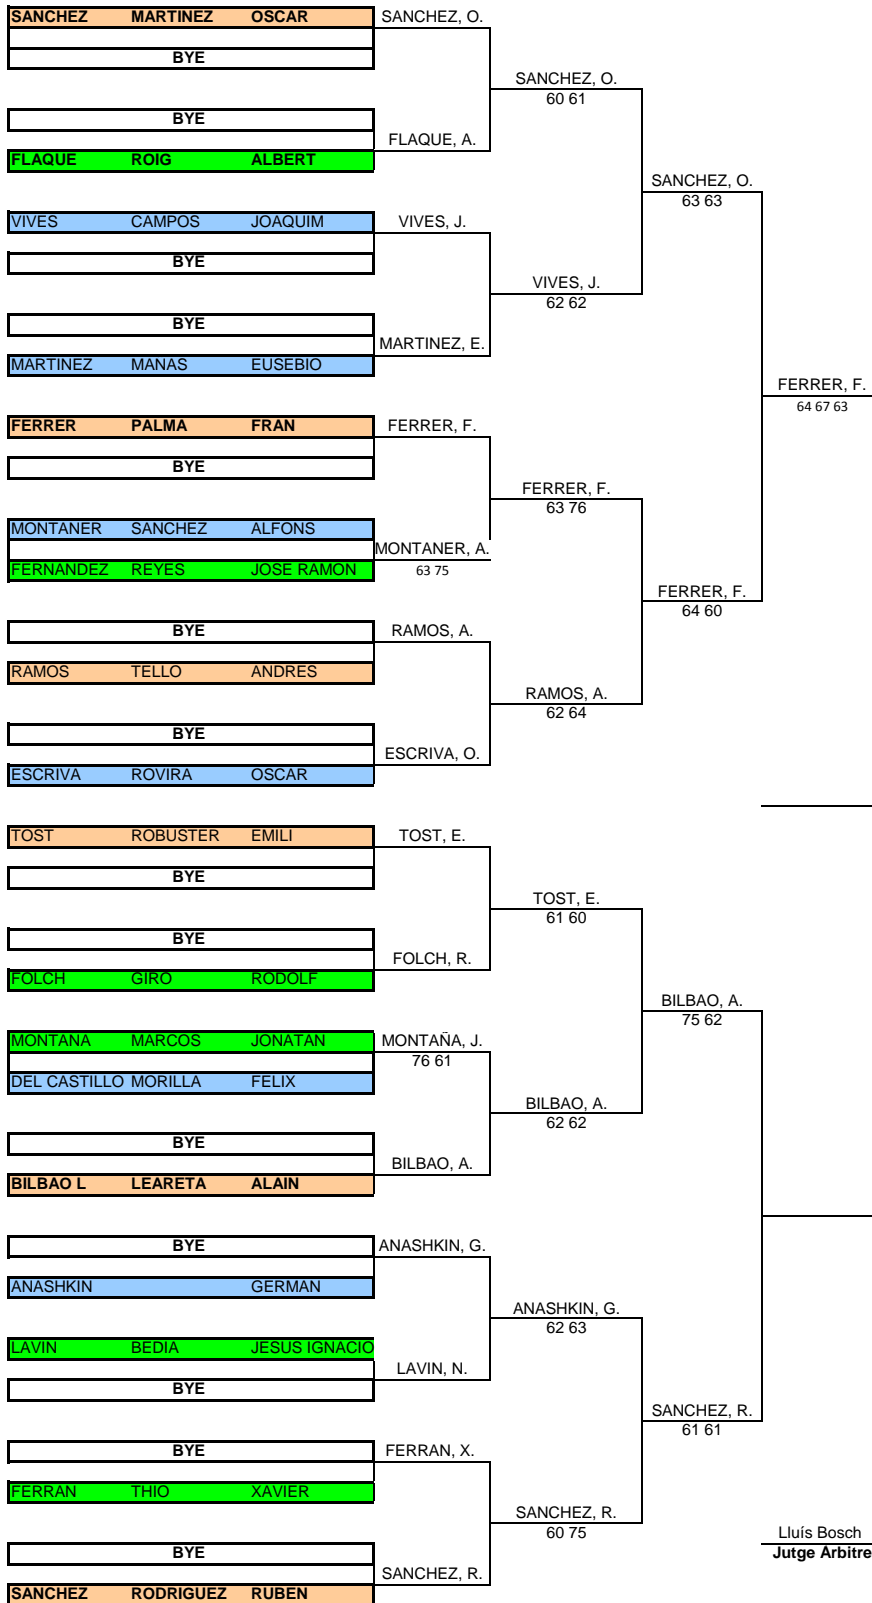 SANCHEZ MARTINEZ OSCAR
SANCHEZ, O.
BYE
SANCHEZ, O.
60 61
BYE
FLAQUE, A.
FLAQUE ROIG ALBERT
SANCHEZ, O.
63 63
VIVES CAMPOS JOAQUIM
VIVES, J.
BYE
VIVES, J.
62 62
BYE
MARTINEZ, E.
MARTINEZ MANAS EUSEBIO
FERRER, F.
64 67 63
FERRER PALMA FRAN
FERRER, F.
BYE
FERRER, F.
63 76
MONTANER SANCHEZ ALFONS
MONTANER, A.
FERNANDEZ REYES JOSE RAMON
63 75
FERRER, F.
64 60
BYE
RAMOS, A.
RAMOS TELLO ANDRES
RAMOS, A.
62 64
BYE
ESCRIVA, O.
ESCRIVA ROVIRA OSCAR
TOST ROBUSTER EMILI
TOST, E.
BYE
TOST, E.
61 60
BYE
FOLCH, R.
FOLCH GIRO RODOLF
BILBAO, A.
75 62
MONTANA MARCOS JONATAN
MONTAÑA, J.
76 61
DEL CASTILLO MORILLA FELIX
BILBAO, A.
62 62
BYE
BILBAO, A.
BILBAO L LEARETA ALAIN
BYE
ANASHKIN, G.
ANASHKIN GERMAN
ANASHKIN, G.
62 63
LAVIN BEDIA JESUS IGNACIO
LAVIN, N.
BYE
SANCHEZ, R.
61 61
BYE
FERRAN, X.
FERRAN THIO XAVIER
SANCHEZ, R.
60 75
Lluís Bosch
Jutge Arbitre
BYE
SANCHEZ, R.
SANCHEZ RODRIGUEZ RUBEN